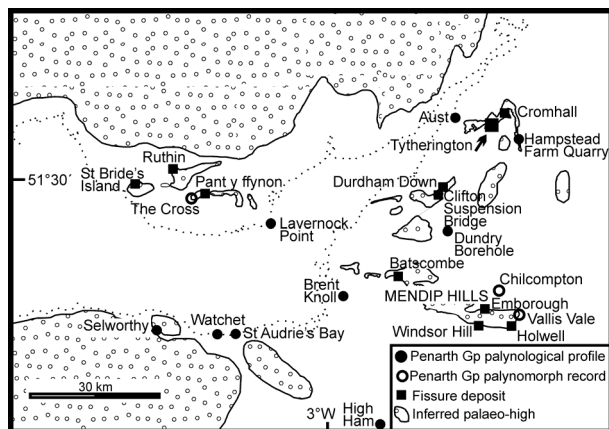 Aust
Cromhall
Tytherington
Hampstead
Farm Quarry
Ruthin
St Bride's
Island
Pant y ffynon
51°30'
The Cross
Durdham Down
Clifton
Suspension
Bridge
Lavernock
Point
Dundry
Borehole
Batscombe
Brent
Knoll
Chilcompton
MENDIP HILLS
Emborough
Vallis Vale
Selworthy
Watchet
St Audrie's Bay
Windsor Hill
Holwell
30 km
3°W
High
Ham
Penarth Gp palynological profile
Penarth Gp palynomorph record
Fissure deposit
Inferred palaeo-high